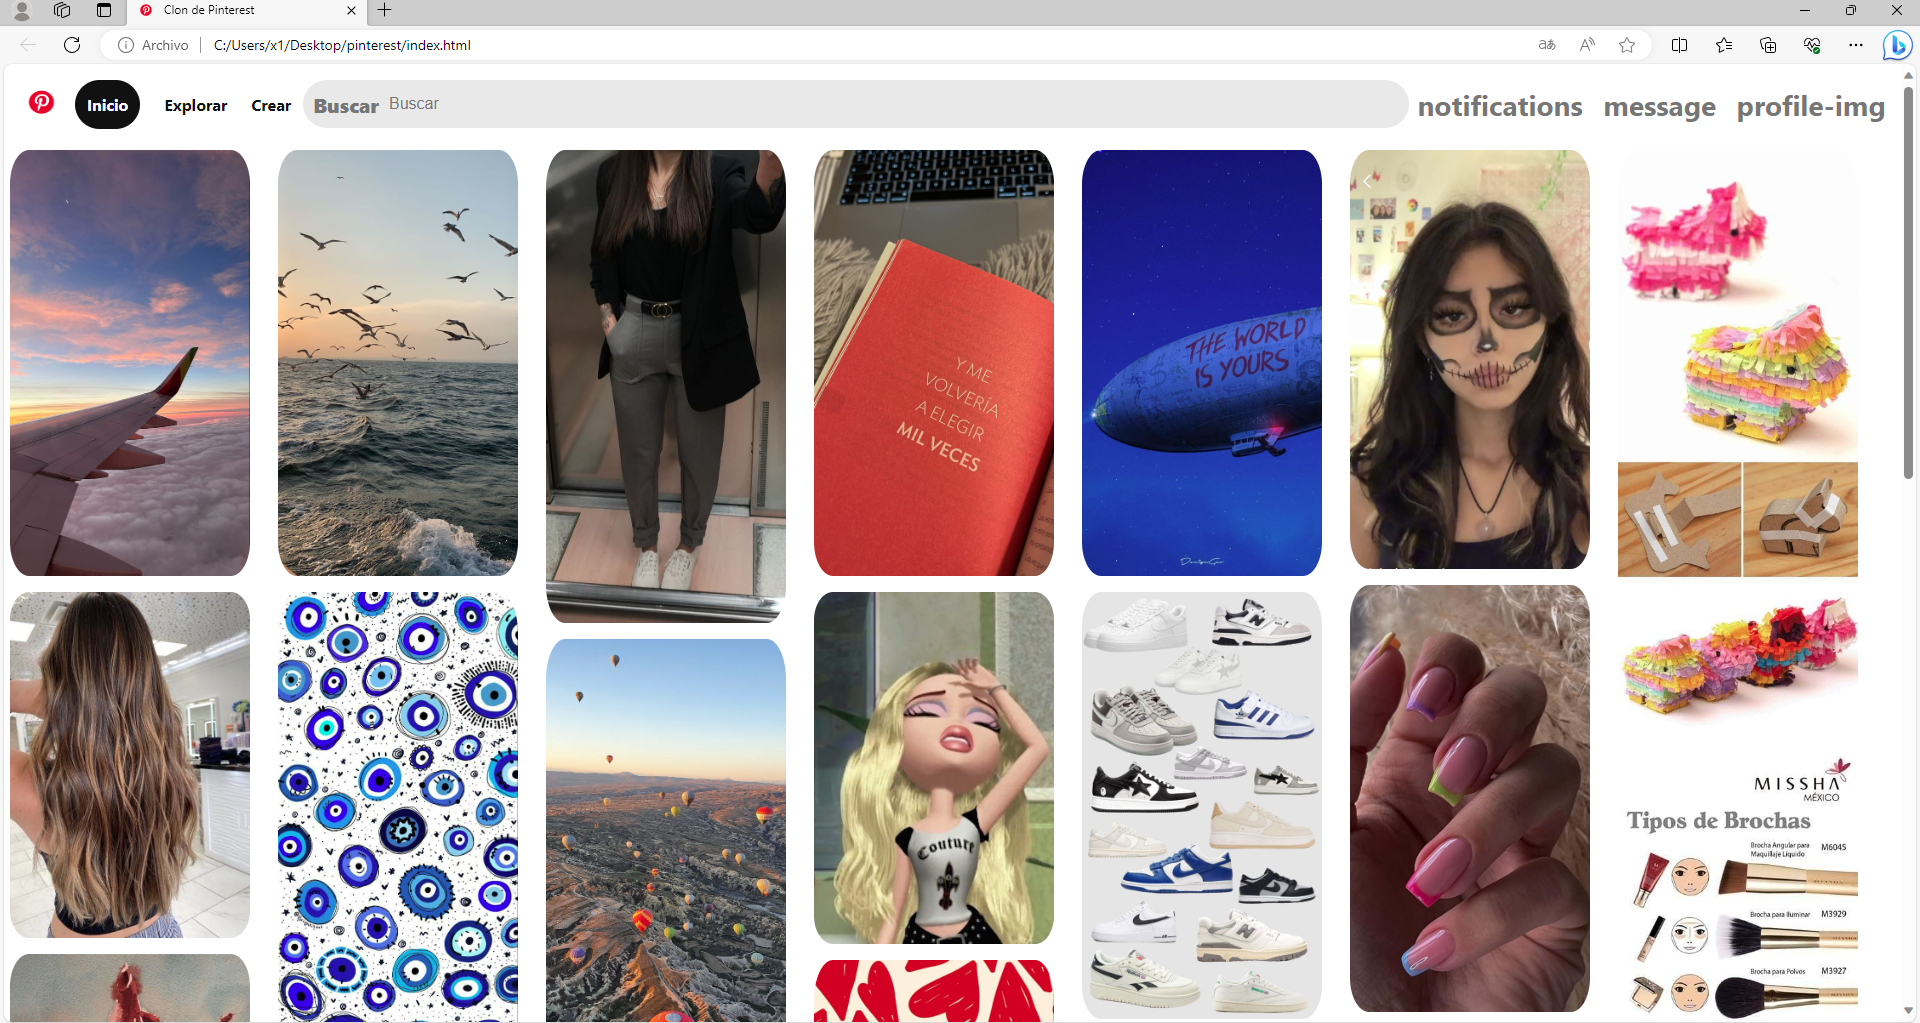 Clon de Pinterest
Archivo
C:/Users/x1/Desktop/pinterest/index.html
aあ
Inicio
Explorar
Crear
Buscar
Buscar
notifications
message
profile-img
Y ME
VOLVERÍA
A ELEGIR
MIL VECES
THE WORLD
IS YOURS
Couture
MISSHA
MÉXICO
Tipos de Brochas
Brocha Angular para
Maquillaje Líquido
M6045
Brocha para Iluminar
M3929
Brocha para Polvos
M3927